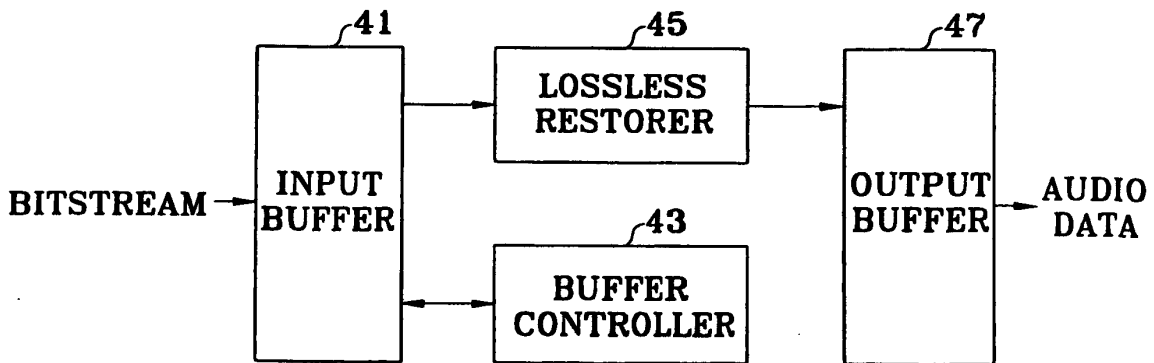 41
45
47
LOSSLESS
RESTORER
BITSTREAM
INPUT
BUFFER
OUTPUT
BUFFER
AUDIO
DATA
43
BUFFER
CONTROLLER